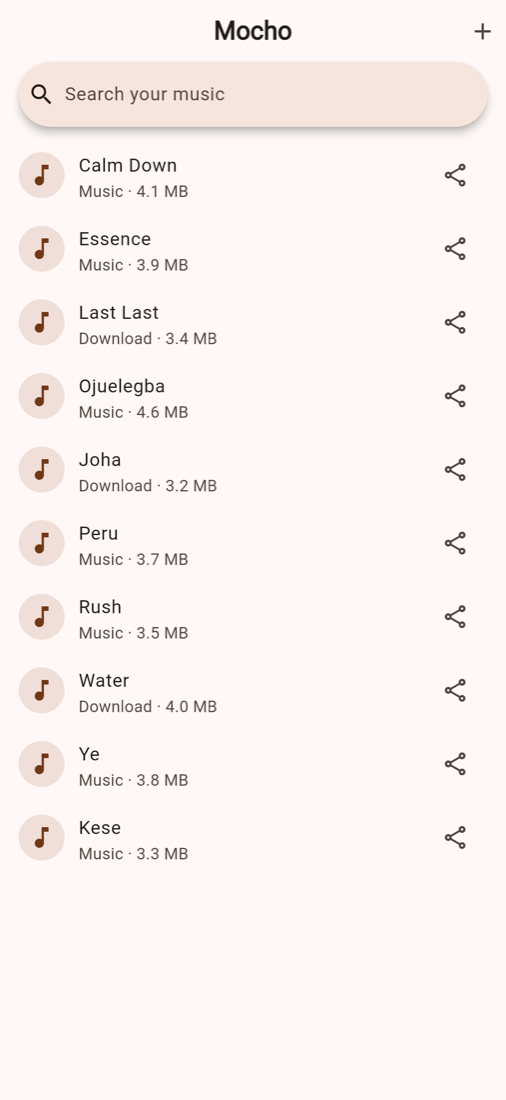 Mocho
Search your music
Calm Down
Music · 4.1 MB
Essence
Music · 3.9 MB
Last Last
Download · 3.4 MB
Ojuelegba
Music · 4.6 MB
Joha
Download · 3.2 MB
Peru
Music · 3.7 MB
Rush
Music · 3.5 MB
Water
Download · 4.0 MB
Ye
Music · 3.8 MB
Kese
Music · 3.3 MB